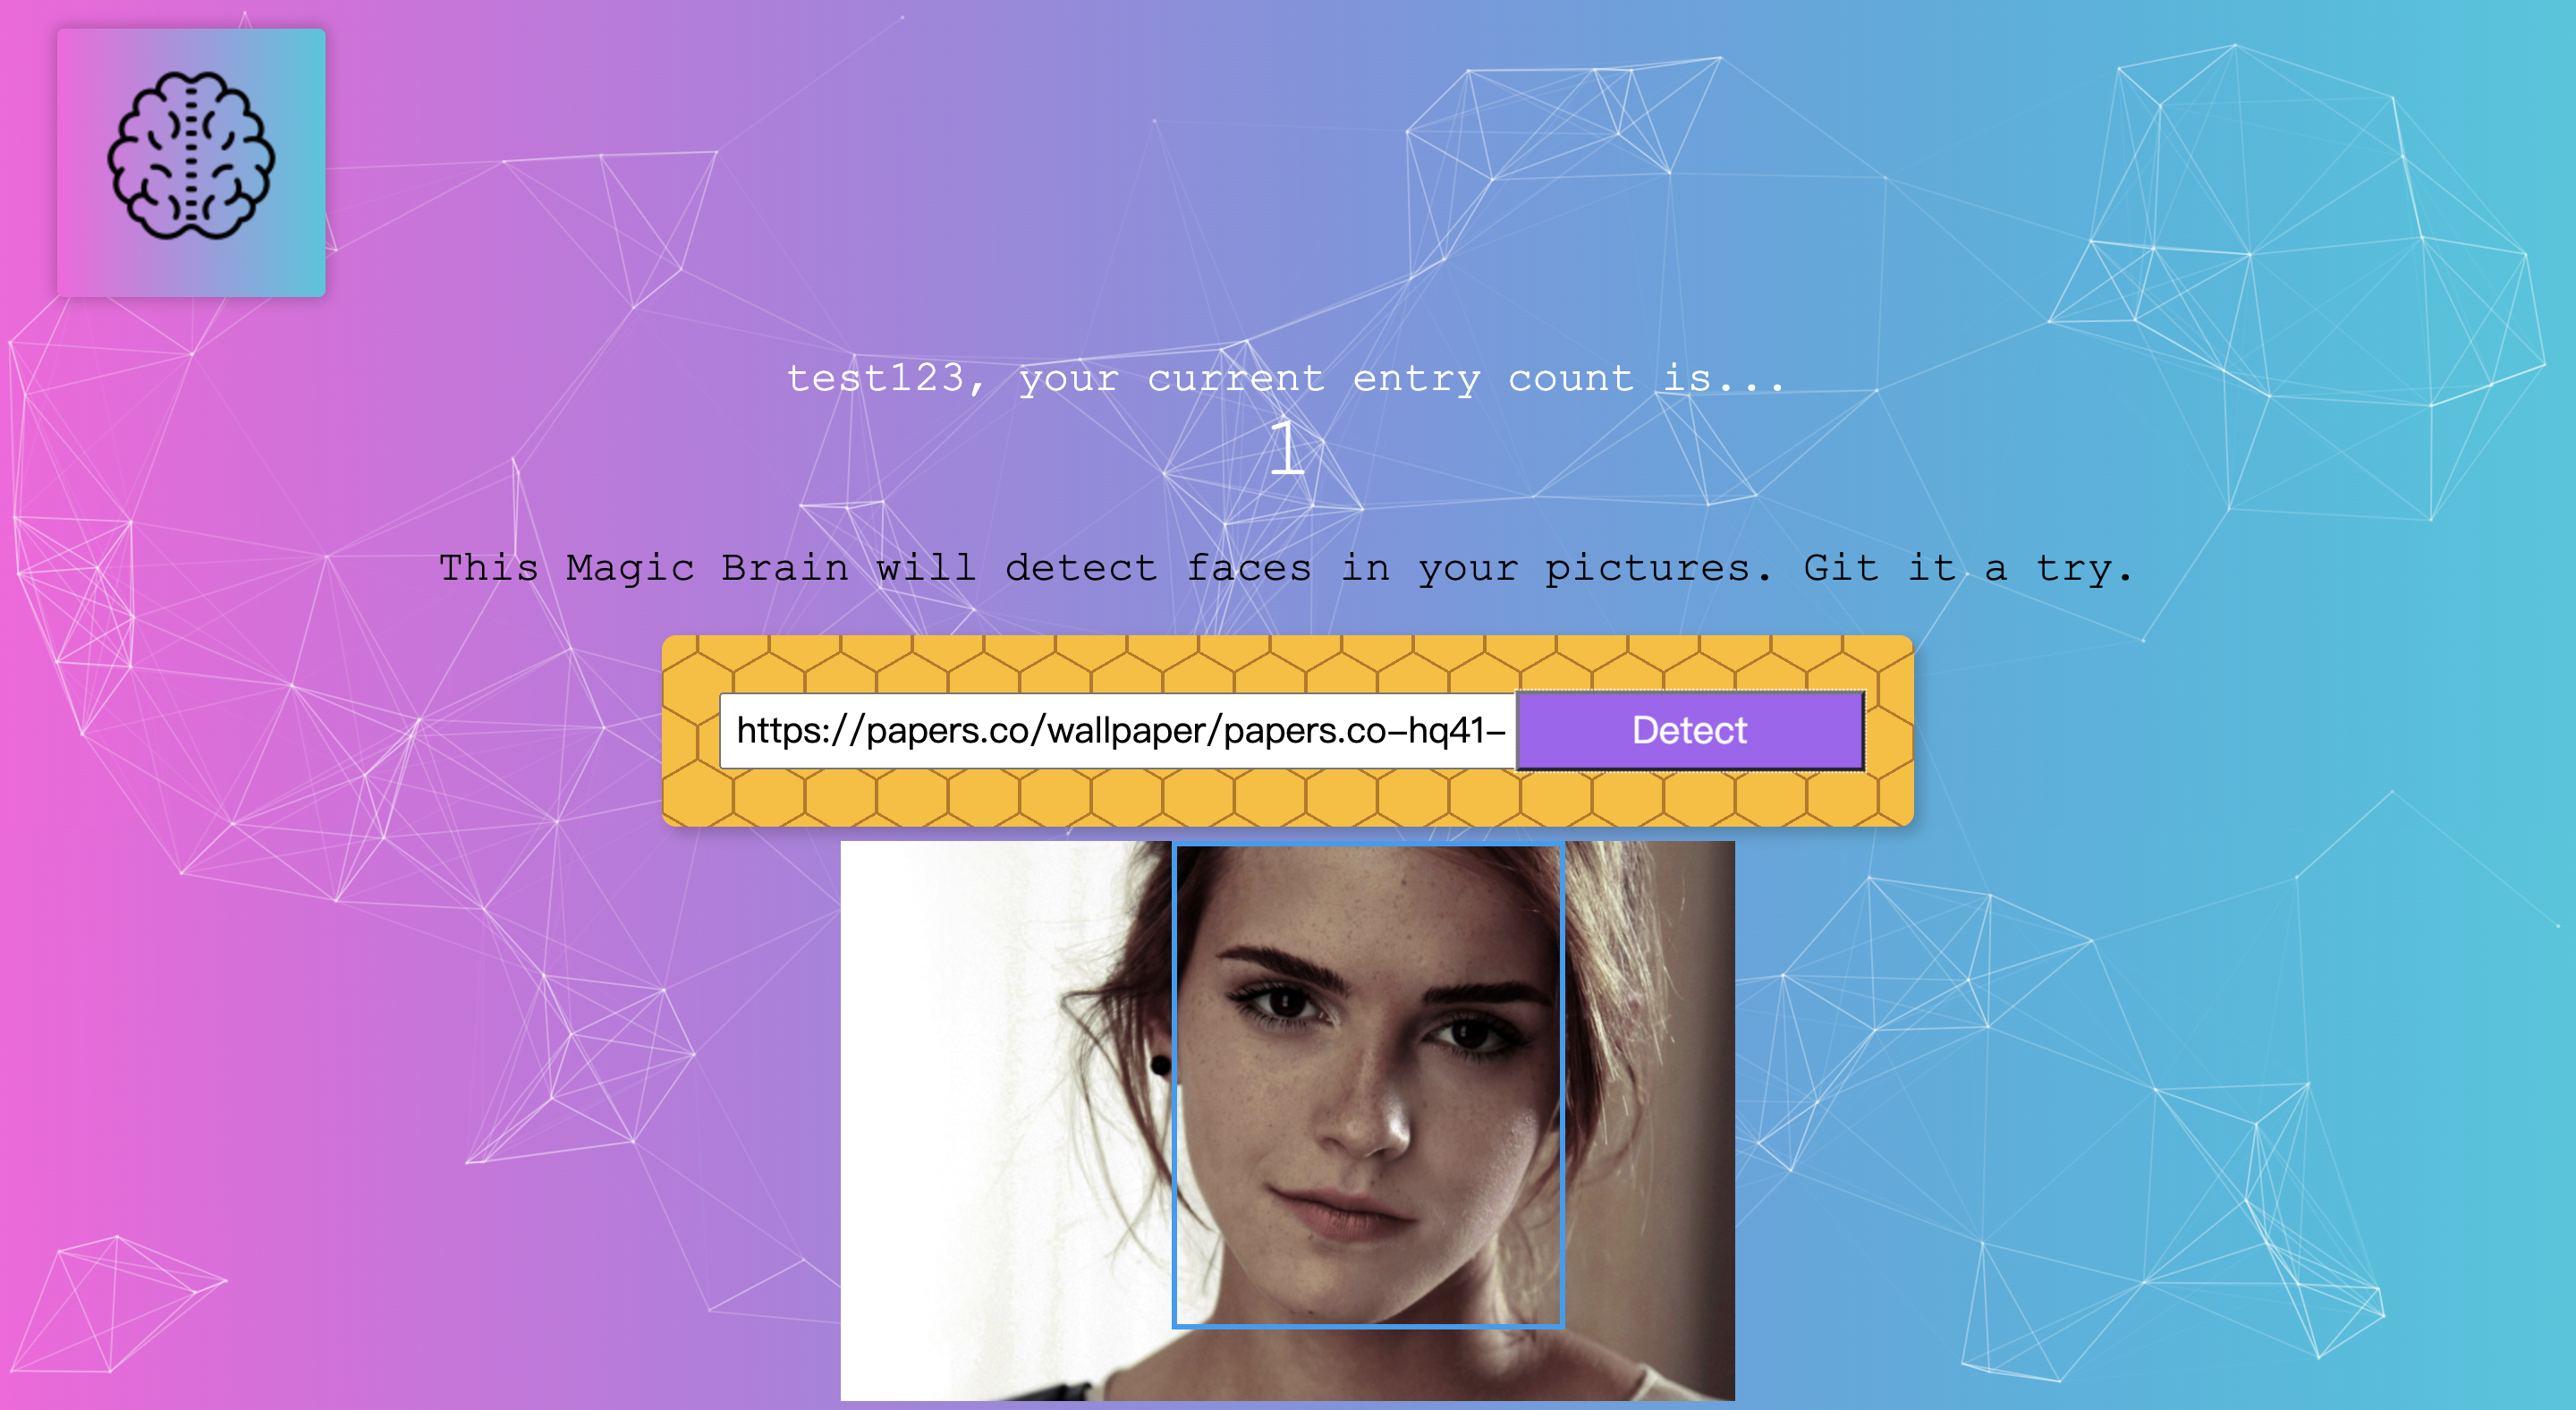 test123, your current entry count is...
1
This Magic Brain will detect faces in your pictures. Git it a try.
https://papers.co/wallpaper/papers.co-hq41-
Detect